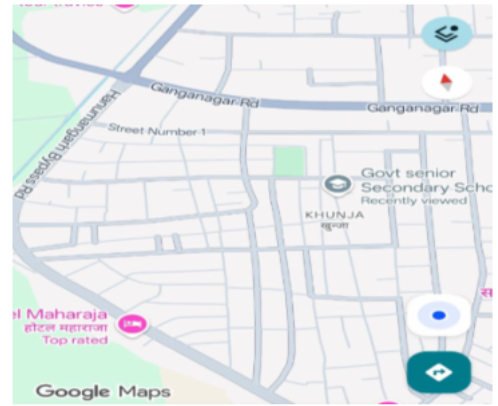 Ganganagar Rd
Ganganagar Rd
Hanumangarh Bypass Rd
Street Number 1
Govt senior
Secondary Scho
Recently viewed
KHUNJA
खुन्जा
el Maharaja
होटल महाराजा
Top rated
Google Maps